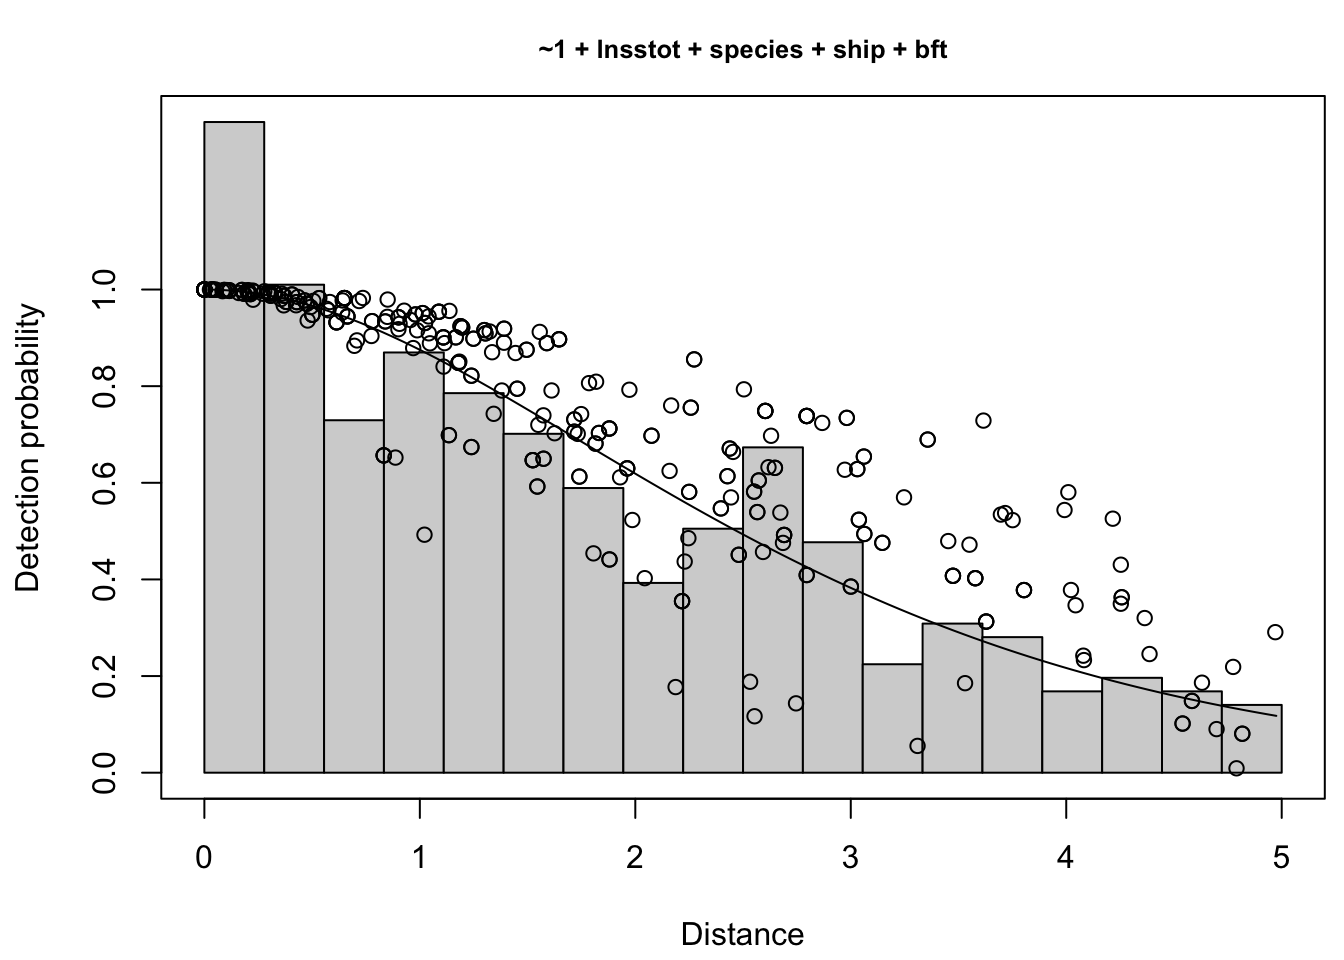 ~1 + lnsstot + species + ship + bft
Detection probability
1.0
0.8
0.6
0.4
0.2
0.0
0 1 2 3 4 5
Distance